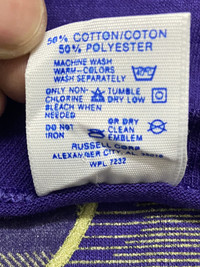 50% COTTON/COTON
50% POLYESTER
MACHINE WASH
WARM-COLORS
WASH SEPARATELY
ONLY NON-
CHLORINE
BLEACH WHEN
NEEDED
TUMBLE
DRY LOW
DO NOT
IRON
OR DRY
CLEAN
EMBLEM
RUSSELL CORP
ALEXANDER CITY, AL
WPL 7232